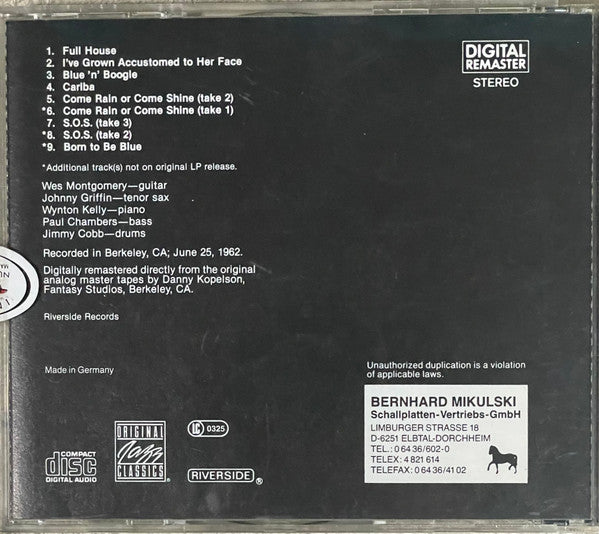 DIGITAL
REMASTER
STEREO
1. Full House
2. I've Grown Accustomed to Her Face
3. Blue 'n' Boogie
4. Cariba
5. Come Rain or Come Shine (take 2)
*6. Come Rain or Come Shine (take 1)
7. S.O.S. (take 3)
*8. S.O.S. (take 2)
*9. Born to Be Blue
*Additional track(s) not on original LP release.
Wes Montgomery—guitar
Johnny Griffin—tenor sax
Wynton Kelly—piano
Paul Chambers—bass
Jimmy Cobb—drums
Recorded in Berkeley, CA; June 25, 1962.
Digitally remastered directly from the original
analog master tapes by Danny Kopelson,
Fantasy Studios, Berkeley, CA.
Riverside Records
Made in Germany
Unauthorized duplication is a violation
of applicable laws.
BERNHARD MIKULSKI
Schallplatten-Vertriebs-GmbH
LIMBURGER STRASSE 18
D-6251 ELBTAL-DORCHHEIM
TEL.: 0 64 36/602-0
TELEX: 4 821 614
TELEFAX: 0 64 36/41 02
COMPACT
disc
DIGITAL AUDIO
ORIGINAL
Jazz
CLASSICS®
LC 0325
RIVERSIDE®